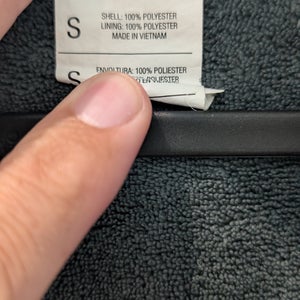 S
SHELL: 100% POLYESTER
LINING: 100% POLYESTER
MADE IN VIETNAM
S
ENVOLTURA: 100% POLIESTER